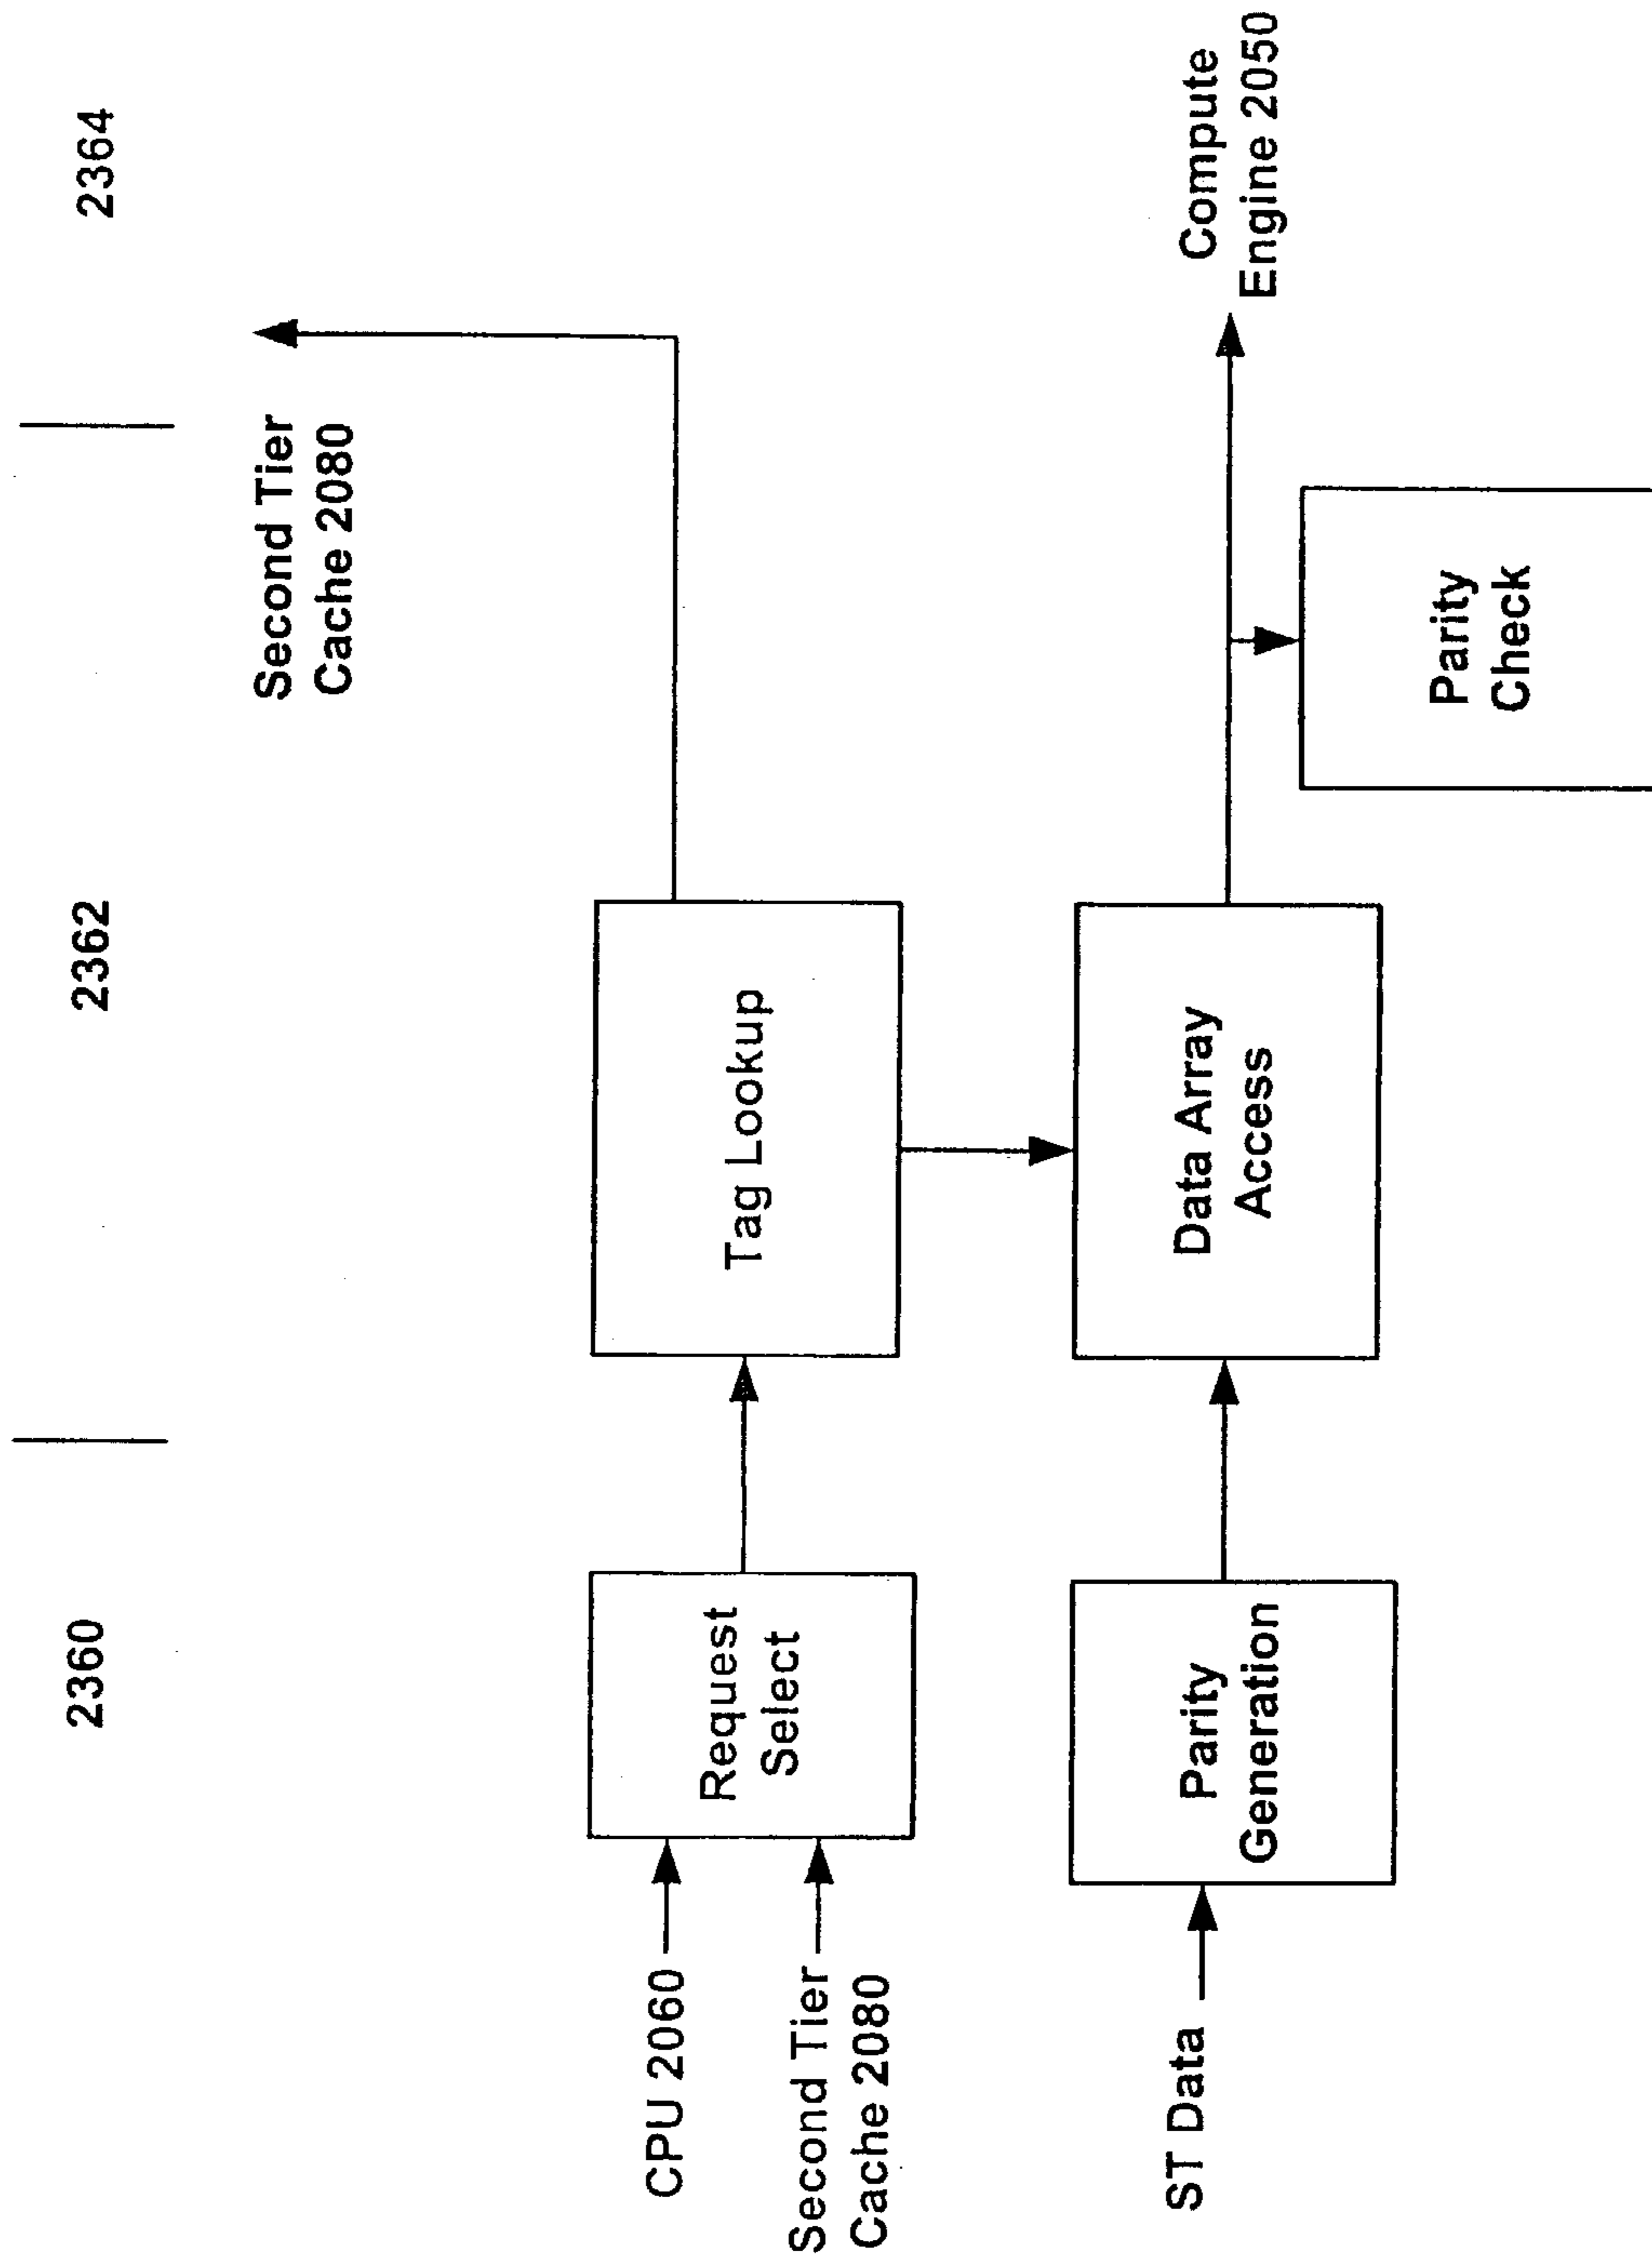 2360
2362
2364
Second Tier
Cache 2080
CPU 2060
Second Tier
Cache 2080
Request
Select
Tag Lookup
ST Data
Parity
Generation
Data Array
Access
Compute
Engine 2050
Parity
Check